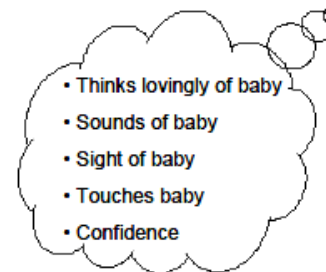 • Thinks lovingly of baby
• Sounds of baby
• Sight of baby
• Touches baby
• Confidence